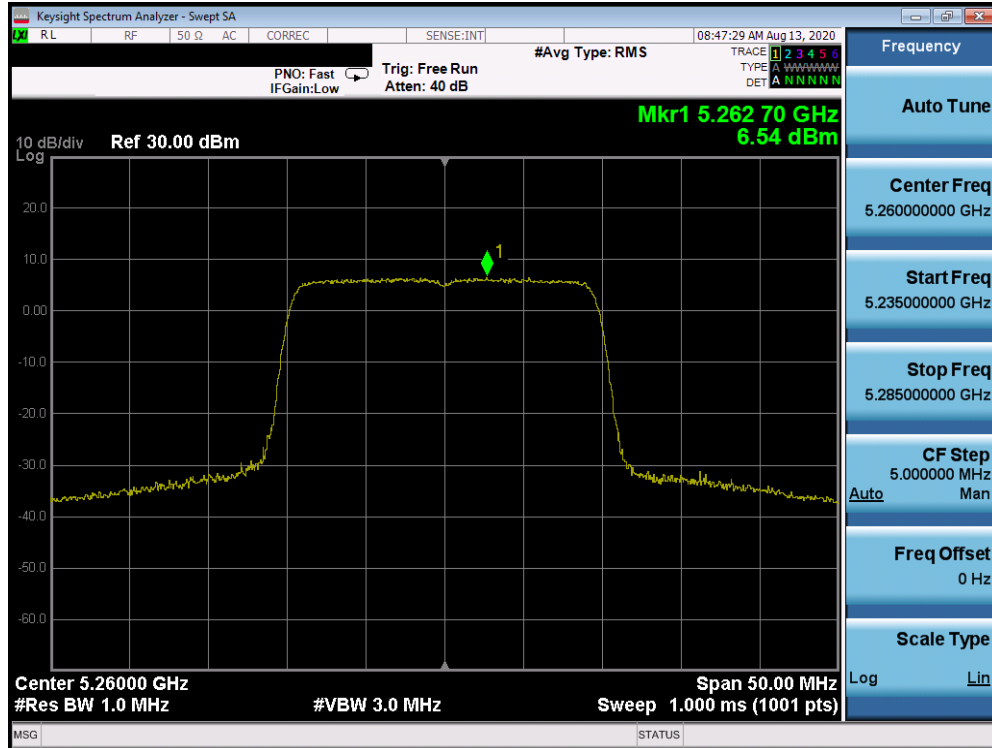 Keysight Spectrum Analyzer - Swept SA
LXI RL RF 50 Ω AC CORREC SENSE:INT 08:47:29 AM Aug 13, 2020
#Avg Type: RMS
TRACE 1 2 3 4 5 6
PNO: Fast Trig: Free Run
TYPE A WWWWW
IFGain:Low Atten: 40 dB
DET A N N N N N
Mkr1 5.262 70 GHz
6.54 dBm
10 dB/div Ref 30.00 dBm
Log
20.0
10.0
0.00
-10.0
-20.0
-30.0
-40.0
-50.0
-60.0
1
Center 5.26000 GHz Span 50.00 MHz
#Res BW 1.0 MHz #VBW 3.0 MHz Sweep 1.000 ms (1001 pts)
MSG STATUS
Frequency
Auto Tune
Center Freq
5.260000000 GHz
Start Freq
5.235000000 GHz
Stop Freq
5.285000000 GHz
CF Step
5.000000 MHz
Auto Man
Freq Offset
0 Hz
Scale Type
Log Lin